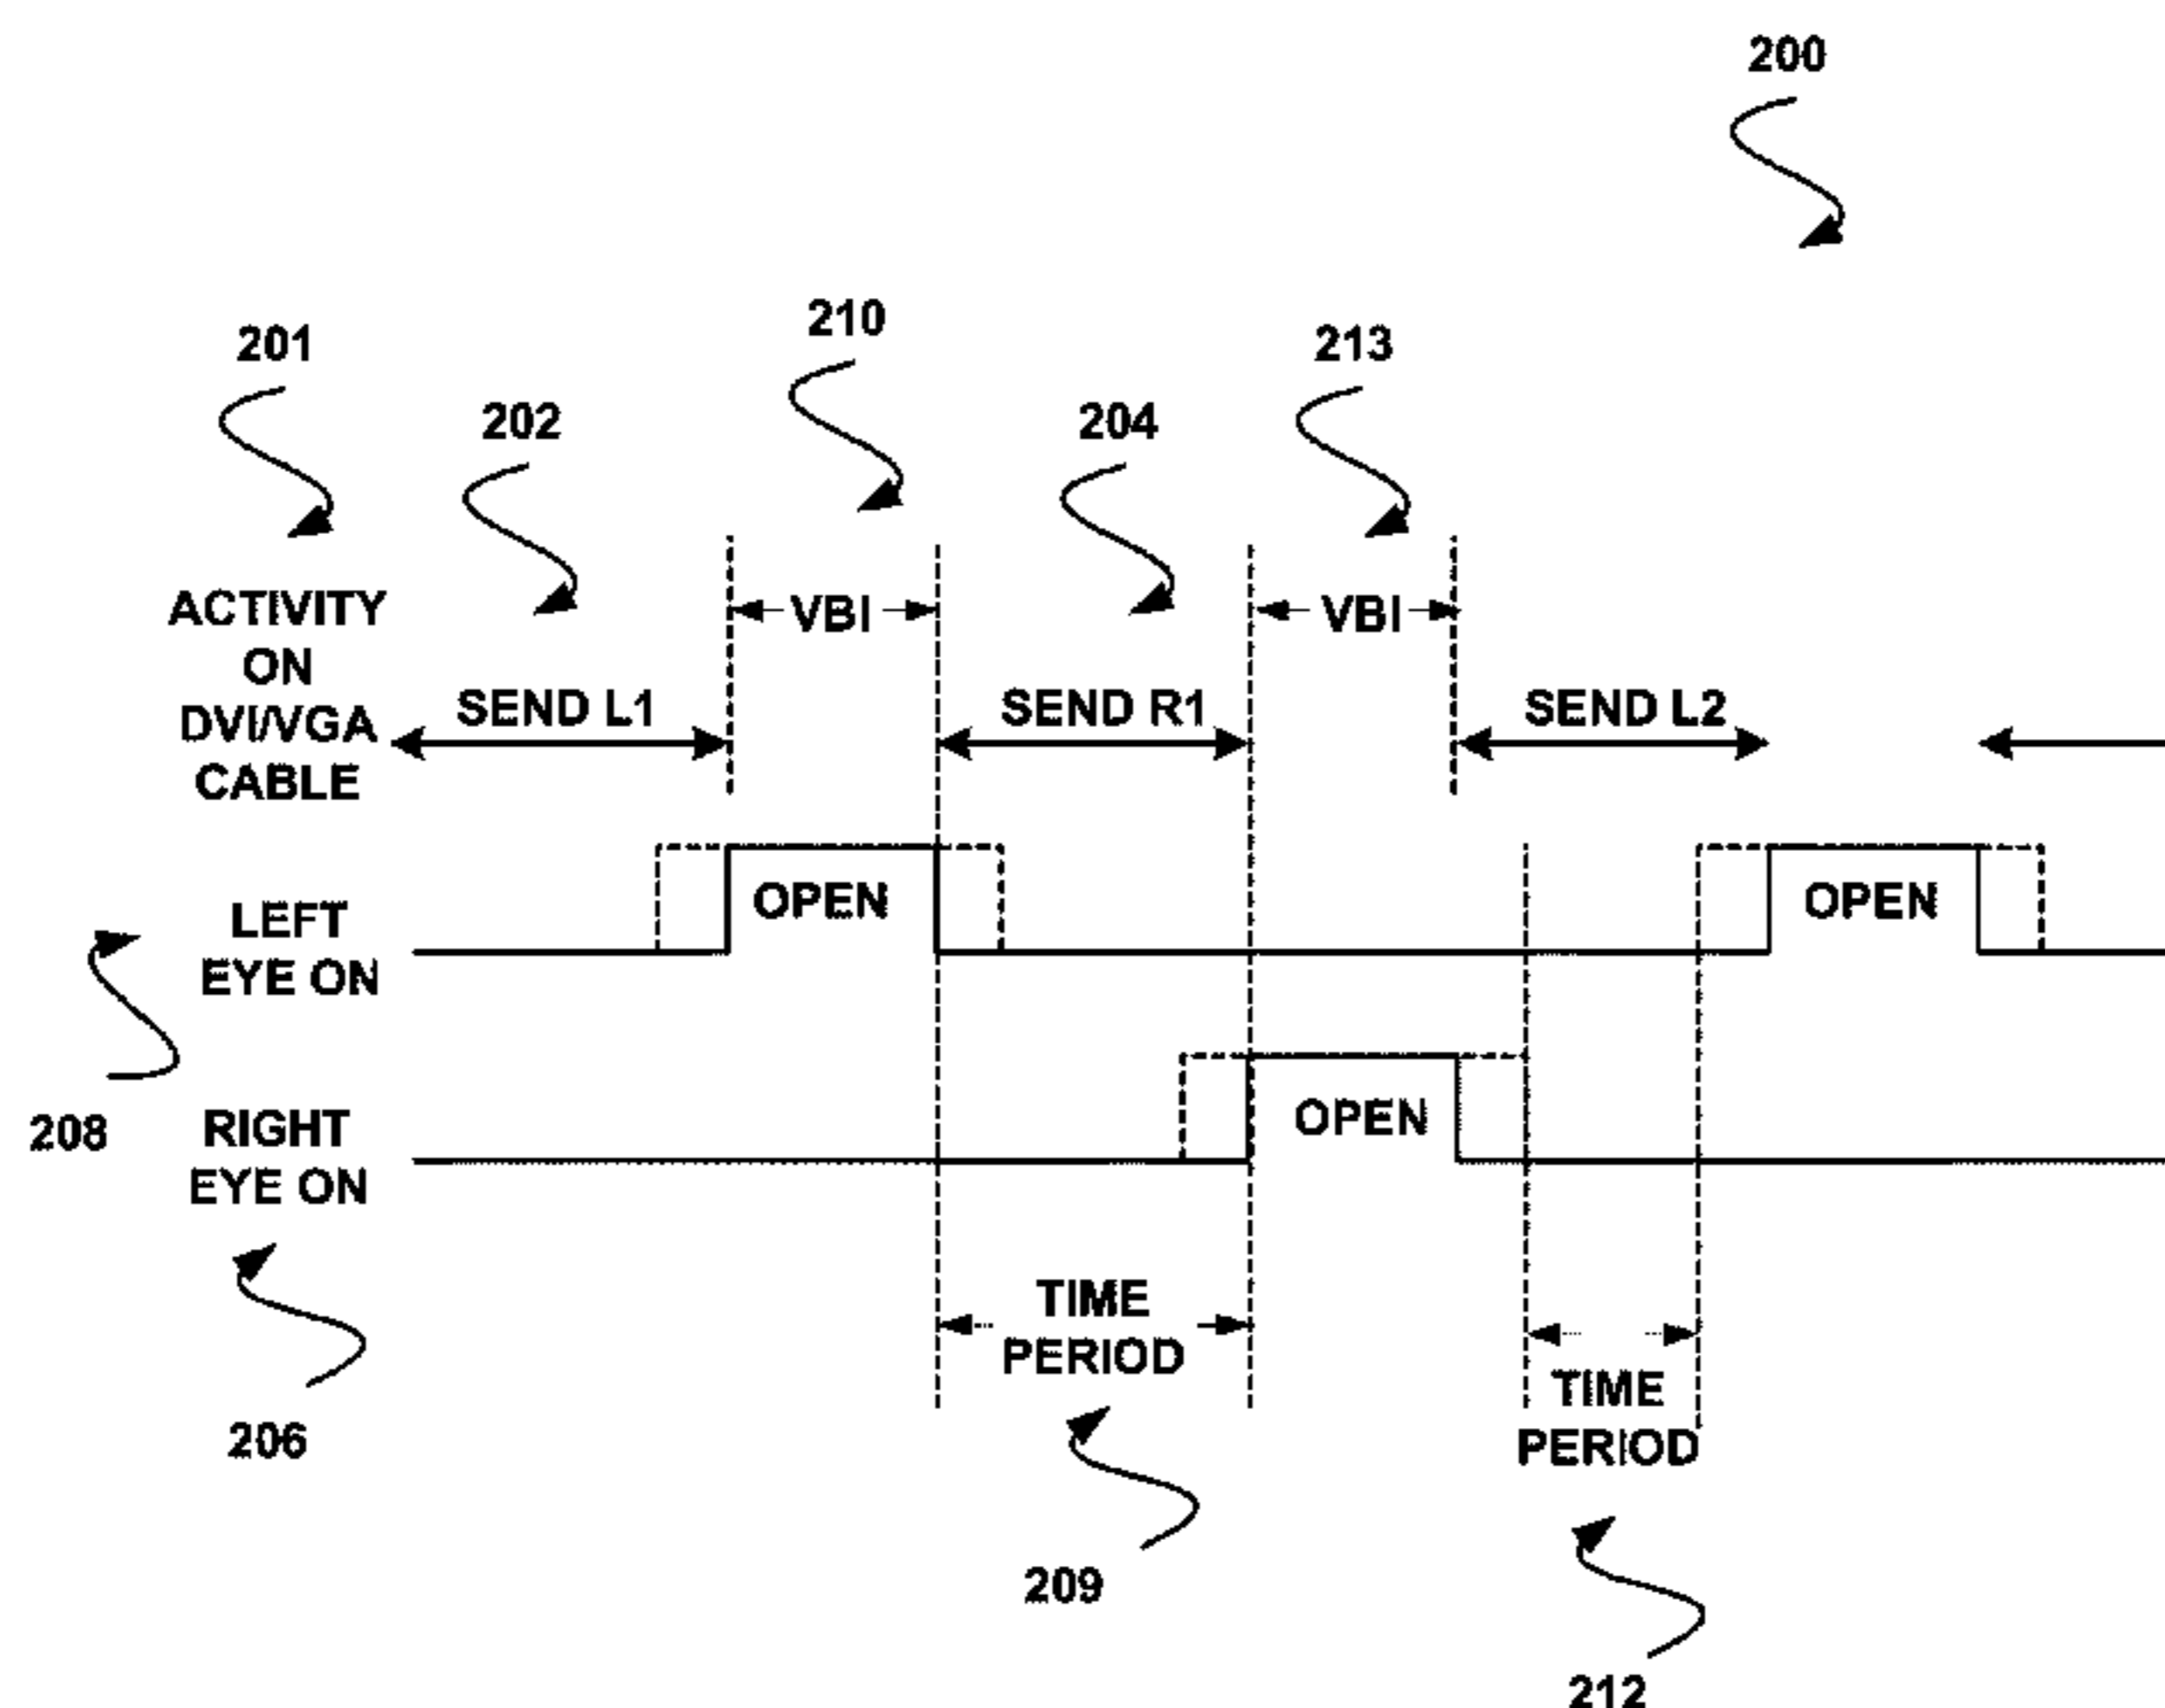 200
210
201
213
202
204
ACTIVITY
ON
DVI/VGA
CABLE
VBI
VBI
SEND L1
SEND R1
SEND L2
LEFT
EYE ON
OPEN
OPEN
208
RIGHT
EYE ON
OPEN
206
TIME
PERIOD
TIME
PERIOD
209
212